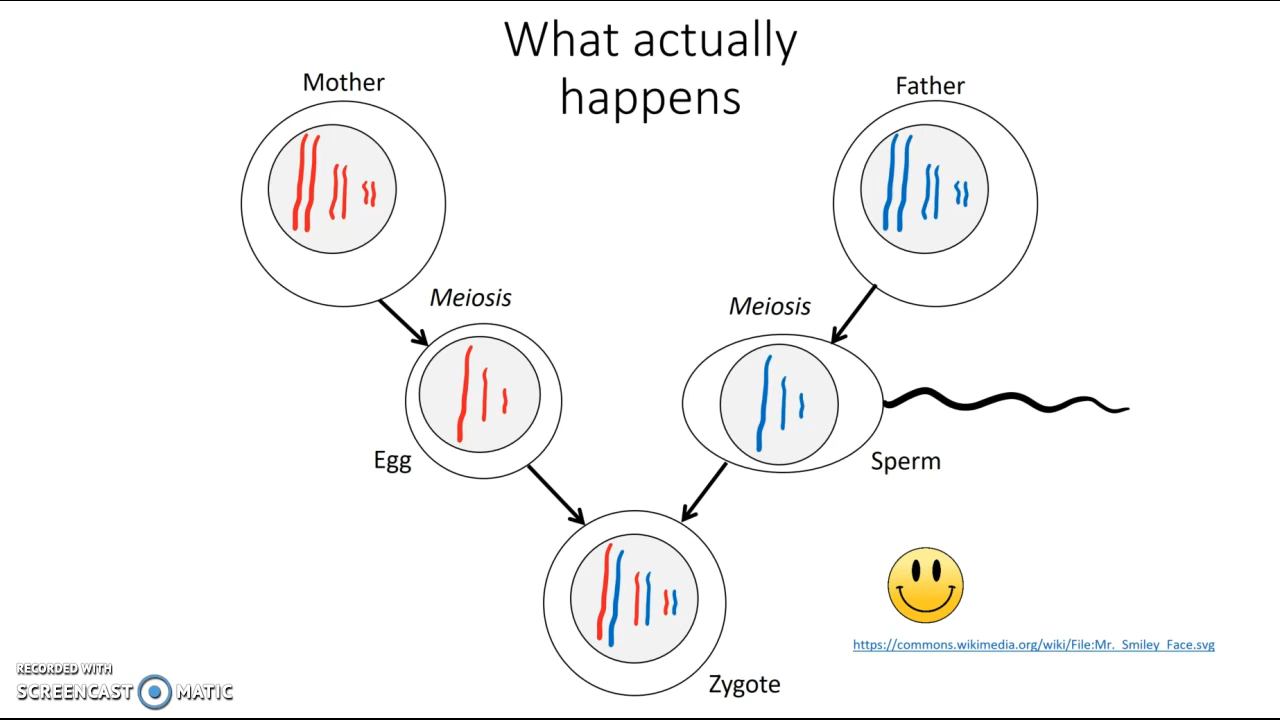 What actually
happens
Mother
Father
Meiosis
Meiosis
Egg
Sperm
https://commons.wikimedia.org/wiki/File:Mr._Smiley_Face.svg
Zygote
RECORDED WITH
SCREENCAST MATIC